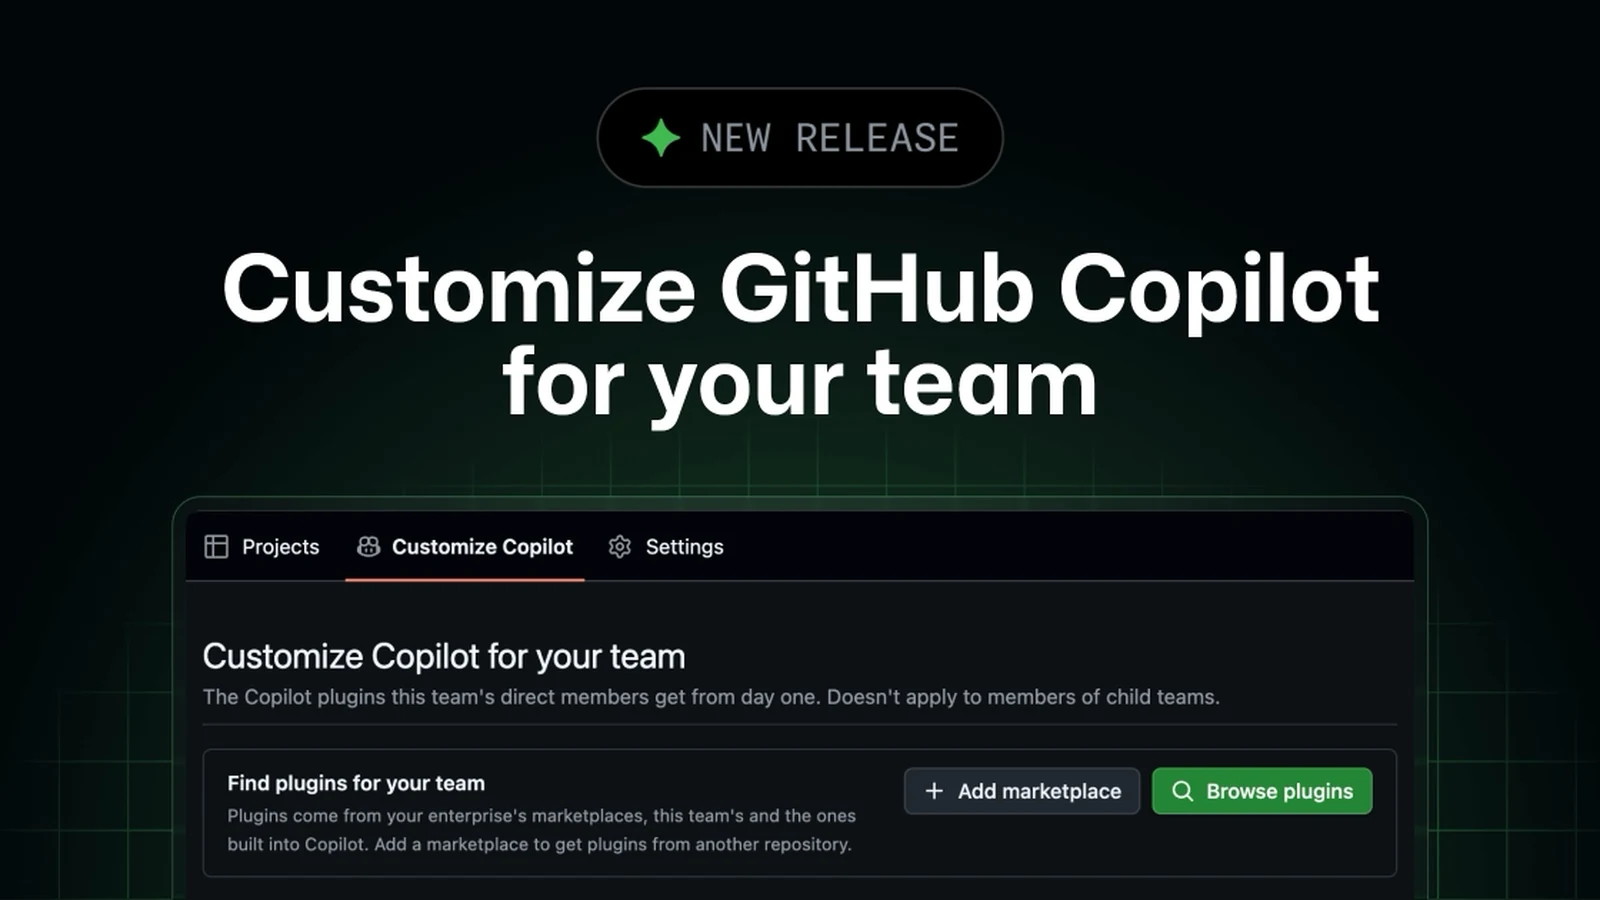 NEW RELEASE
Customize GitHub Copilot
for your team
Projects
Customize Copilot
Settings
Customize Copilot for your team
The Copilot plugins this team's direct members get from day one. Doesn't apply to members of child teams.
Find plugins for your team
Plugins come from your enterprise's marketplaces, this team's and the ones
built into Copilot. Add a marketplace to get plugins from another repository.
Add marketplace
Browse plugins